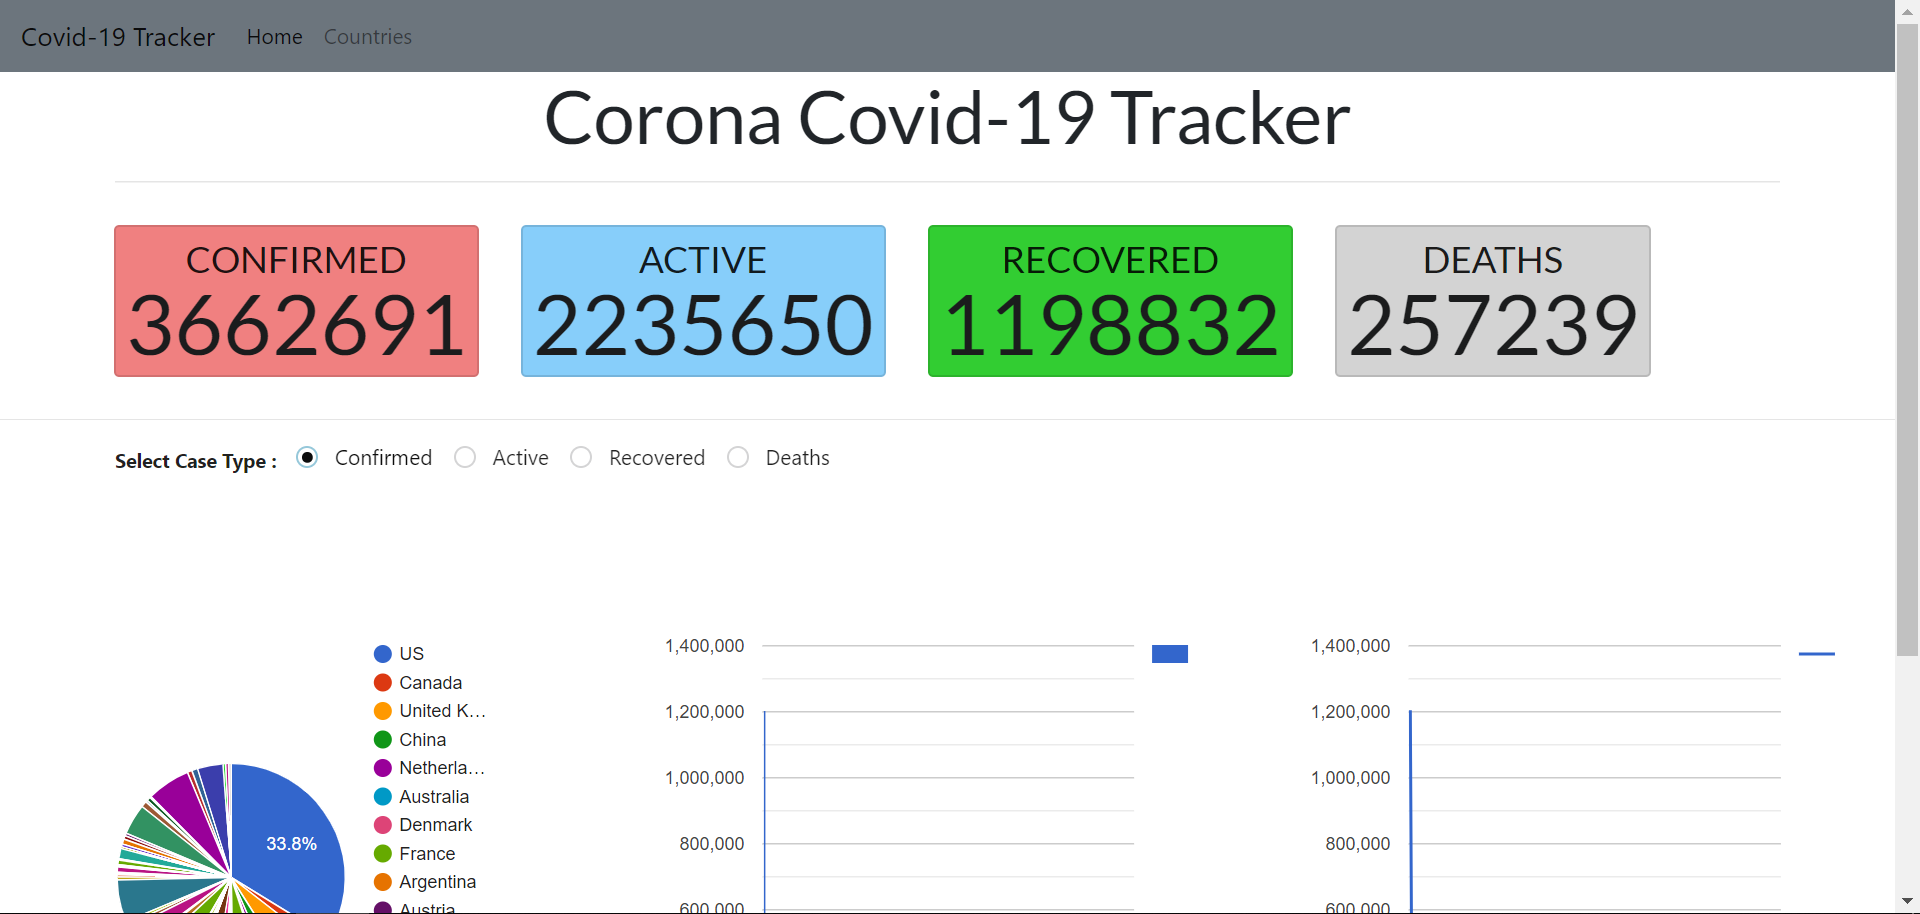 Covid-19 Tracker Home Countries
Corona Covid-19 Tracker
CONFIRMED
3662691
ACTIVE
2235650
RECOVERED
1198832
DEATHS
257239
Select Case Type : Confirmed Active Recovered Deaths
US
Canada
United K...
China
Netherla...
Australia
Denmark
France
Argentina
Austria
33.8%
1,400,000
1,200,000
1,000,000
800,000
600,000
1,400,000
1,200,000
1,000,000
800,000
600,000